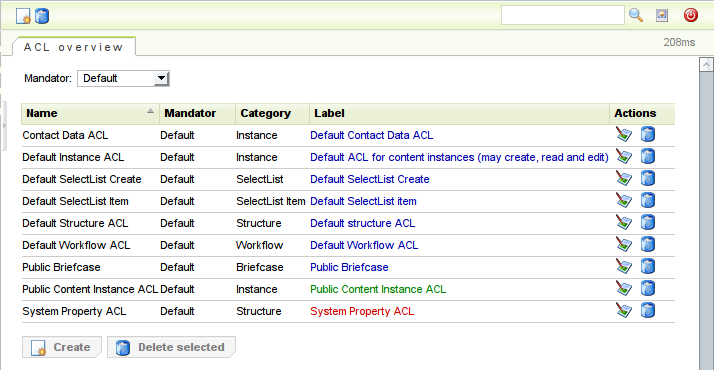 ACL overview
208ms
Mandator: Default
Name Mandator Category Label Actions
Contact Data ACL Default Instance Default Contact Data ACL
Default Instance ACL Default Instance Default ACL for content instances (may create, read and edit)
Default SelectList Create Default SelectList Default SelectList Create
Default SelectList Item Default SelectList Item Default SelectList item
Default Structure ACL Default Structure Default structure ACL
Default Workflow ACL Default Workflow Default Workflow ACL
Public Briefcase Default Briefcase Public Briefcase
Public Content Instance ACL Default Instance Public Content Instance ACL
System Property ACL Default Structure System Property ACL
Create Delete selected